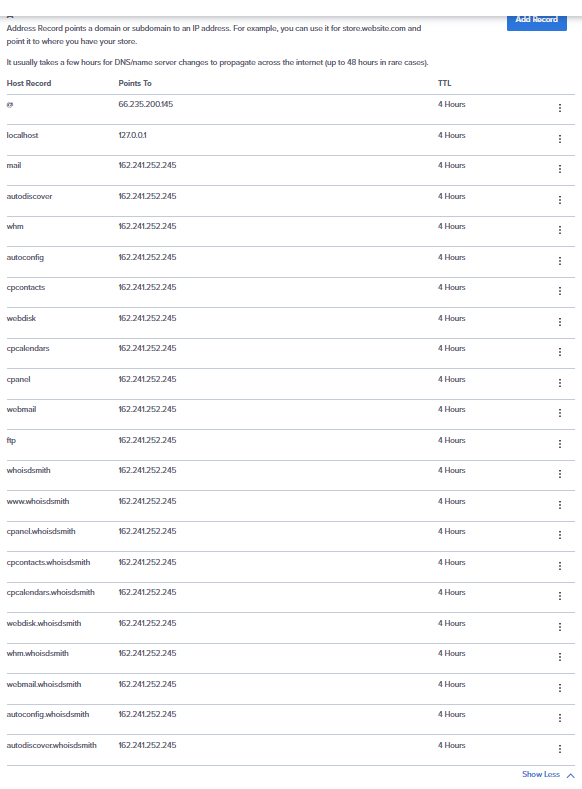 Add Record
Address Record points a domain or subdomain to an IP address. For example, you can use it for store.website.com and
point it to where you have your store.
It usually takes a few hours for DNS/name server changes to propagate across the internet (up to 48 hours in rare cases).
Host Record Points To TTL
@ 66.235.200.145 4 Hours
localhost 127.0.0.1 4 Hours
mail 162.241.252.245 4 Hours
autodiscover 162.241.252.245 4 Hours
whm 162.241.252.245 4 Hours
autoconfig 162.241.252.245 4 Hours
cpcontacts 162.241.252.245 4 Hours
webdisk 162.241.252.245 4 Hours
cpcalendars 162.241.252.245 4 Hours
cpanel 162.241.252.245 4 Hours
webmail 162.241.252.245 4 Hours
ftp 162.241.252.245 4 Hours
whoisdsmith 162.241.252.245 4 Hours
www.whoisdsmith 162.241.252.245 4 Hours
cpanel.whoisdsmith 162.241.252.245 4 Hours
cpcontacts.whoisdsmith 162.241.252.245 4 Hours
cpcalendars.whoisdsmith 162.241.252.245 4 Hours
webdisk.whoisdsmith 162.241.252.245 4 Hours
whm.whoisdsmith 162.241.252.245 4 Hours
webmail.whoisdsmith 162.241.252.245 4 Hours
autoconfig.whoisdsmith 162.241.252.245 4 Hours
autodiscover.whoisdsmith 162.241.252.245 4 Hours
Show Less